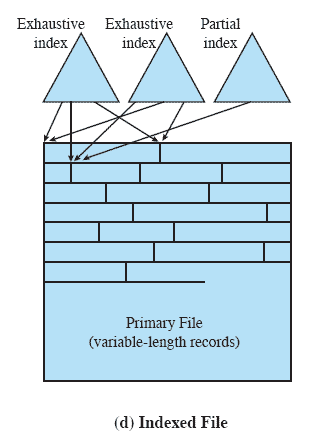 Exhaustive
index
Exhaustive
index
Partial
index
Primary File
(variable-length records)
(d) Indexed File